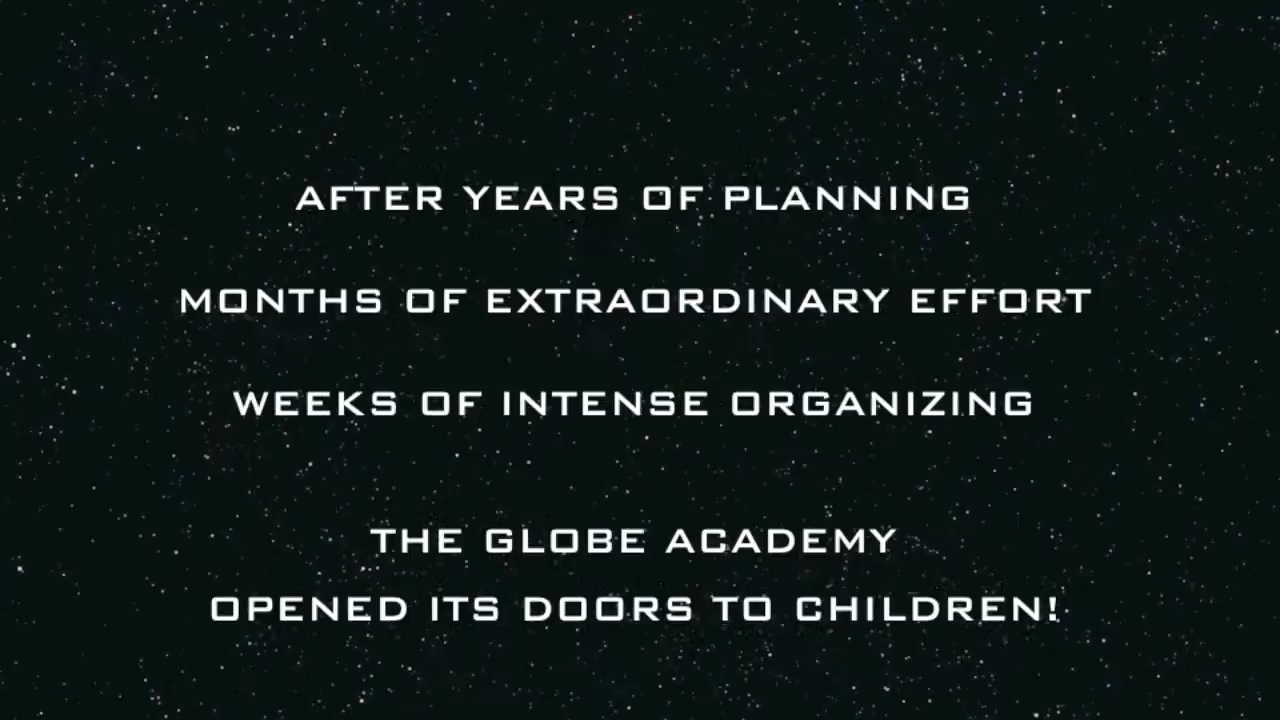 AFTER YEARS OF PLANNING
MONTHS OF EXTRAORDINARY EFFORT
WEEKS OF INTENSE ORGANIZING
THE GLOBE ACADEMY
OPENED ITS DOORS TO CHILDREN!